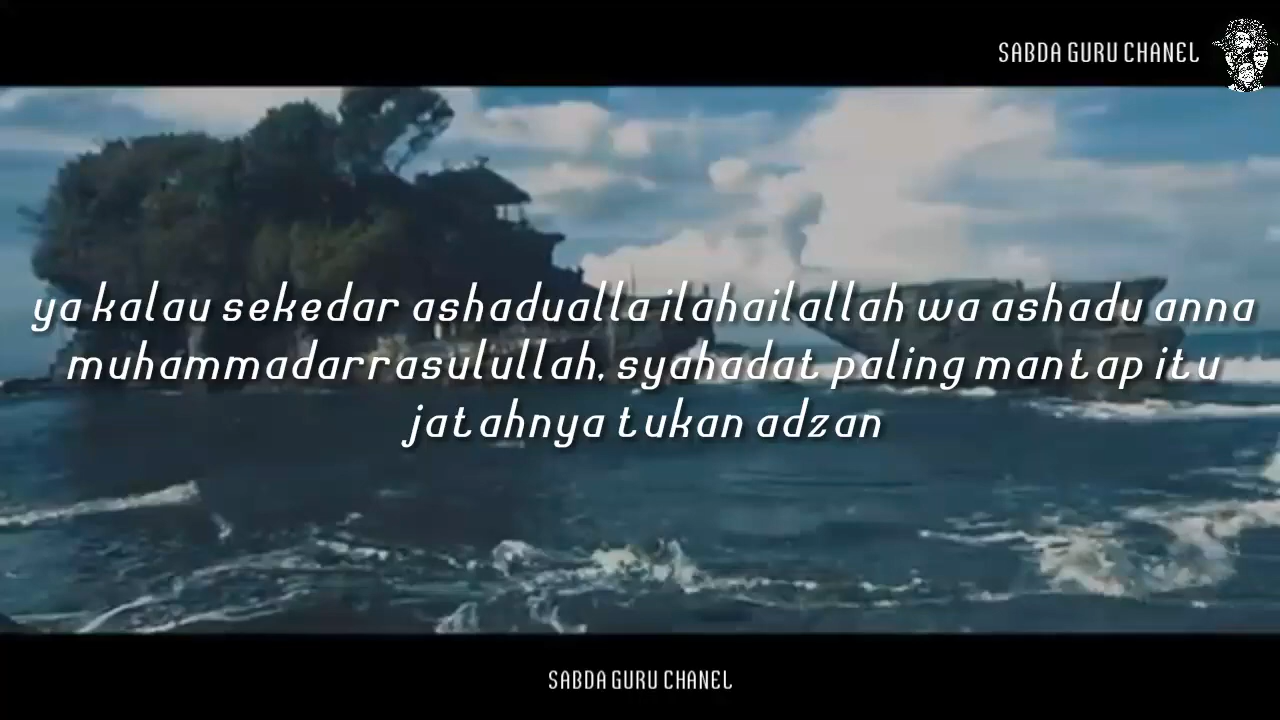 SABDA GURU CHANEL
ya kalau sekedar ashadualla ilahailallah wa ashadu anna
muhammadarrasulullah, syahadat paling mantap itu
jatahnya tukan adzan
SABDA GURU CHANEL